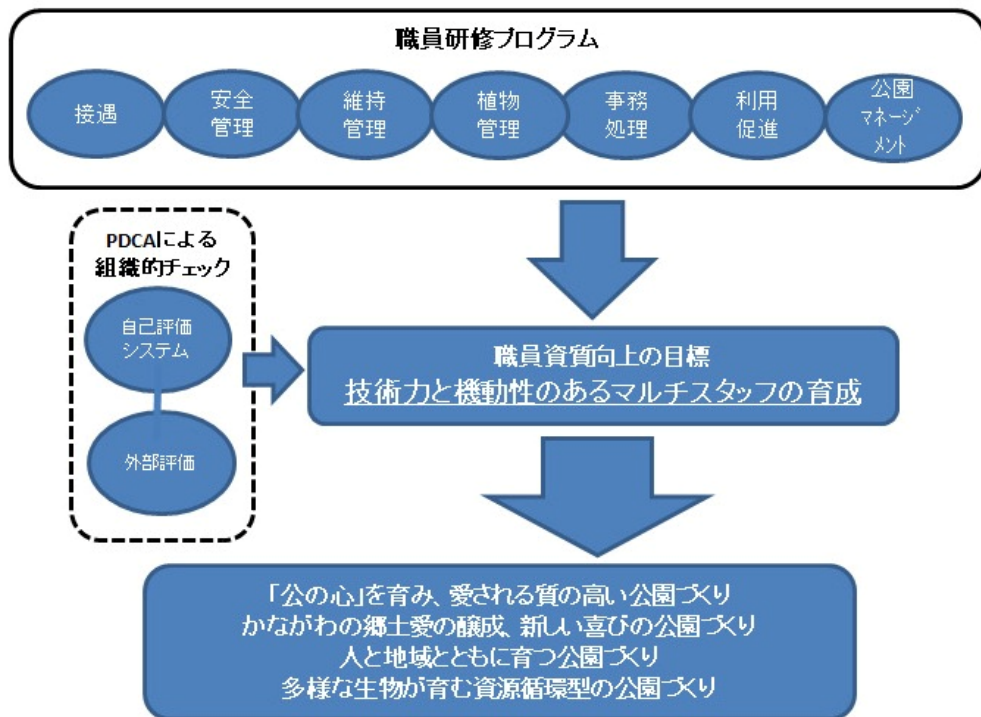 職員研修プログラム
接遇
安全
管理
維持
管理
植物
管理
事務
処理
利用
促進
公園
マネージ
メント
PDCAによる
組織的チェック
自己評価
システム
外部評価
職員資質向上の目標
技術力と機動性のあるマルチスタッフの育成
「公の心」を育み、愛される質の高い公園づくり
かながわの郷土愛の醸成、新しい喜びの公園づくり
人と地域とともに育つ公園づくり
多様な生物が育む資源循環型の公園づくり